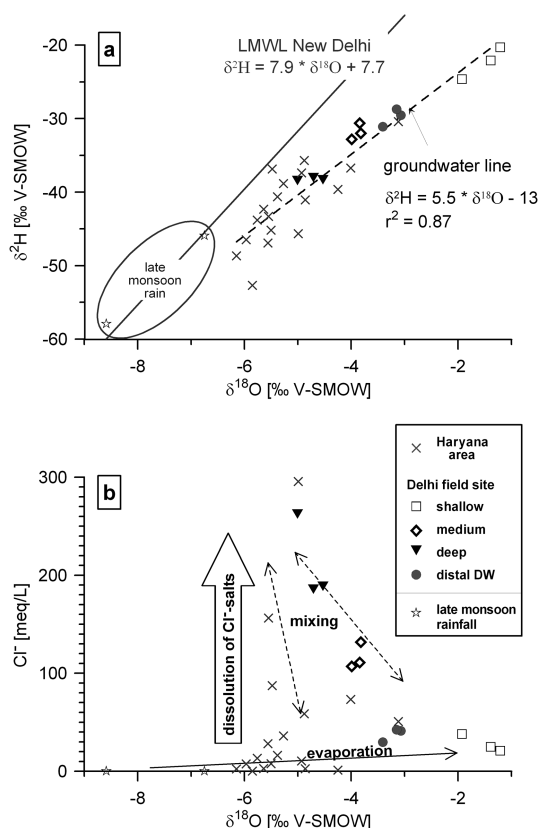 a
LMWL New Delhi
δ²H = 7.9 * δ¹⁸O + 7.7
groundwater line
δ²H = 5.5 * δ¹⁸O - 13
r² = 0.87
late
monsoon
rain
-20
-30
-40
-50
-60
δ²H [‰ V-SMOW]
-8 -6 -4 -2
δ¹⁸O [‰ V-SMOW]
b
Haryana
area
Delhi field site
shallow
medium
deep
distal DW
late monsoon
rainfall
300
200
100
0
Cl⁻ [meq/L]
dissolution of Cl⁻-salts
mixing
evaporation
-8 -6 -4 -2
δ¹⁸O [‰ V-SMOW]